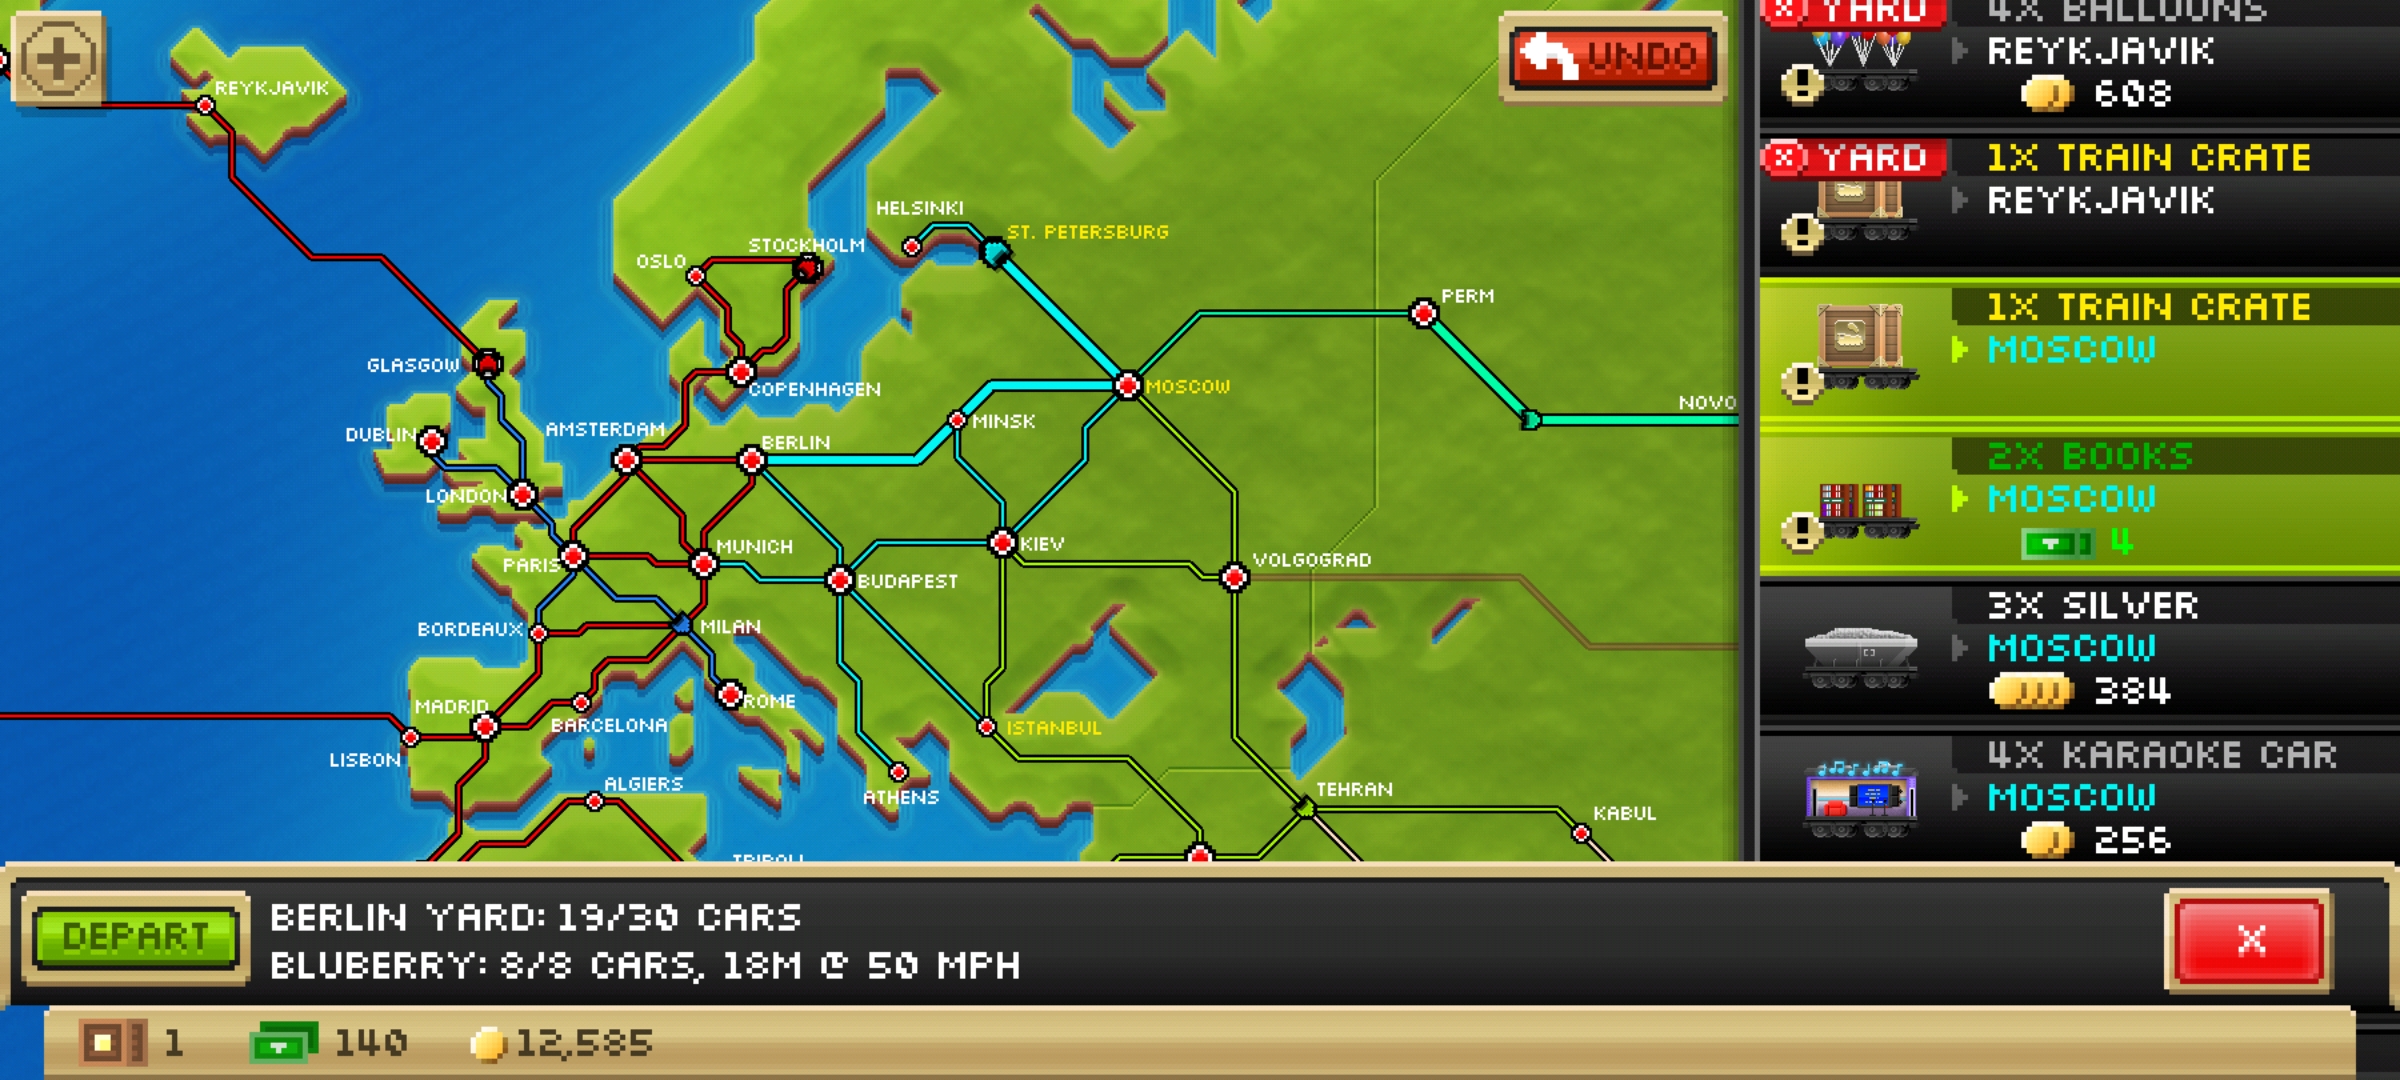 REYKJAVIK
UNDO
HELSINKI
ST. PETERSBURG
STOCKHOLM
OSLO
PERM
GLASGOW
COPENHAGEN
MOSCOW
NOVO
MINSK
DUBLIN
AMSTERDAM
BERLIN
LONDON
MUNICH
KIEV
PARIS
BUDAPEST
VOLGOGRAD
BORDEAUX
MILAN
MADRID
ROME
BARCELONA
ISTANBUL
LISBON
ALGIERS
ATHENS
TEHRAN
KABUL
TRIPOLI
YARD
4X BALLOONS
REYKJAVIK
608
YARD
1X TRAIN CRATE
REYKJAVIK
1X TRAIN CRATE
MOSCOW
2X BOOKS
MOSCOW
4
3X SILVER
MOSCOW
384
4X KARAOKE CAR
MOSCOW
256
DEPART
BERLIN YARD: 19/30 CARS
BLUBERRY: 8/8 CARS, 18M @ 50 MPH
X
1
140
12,585